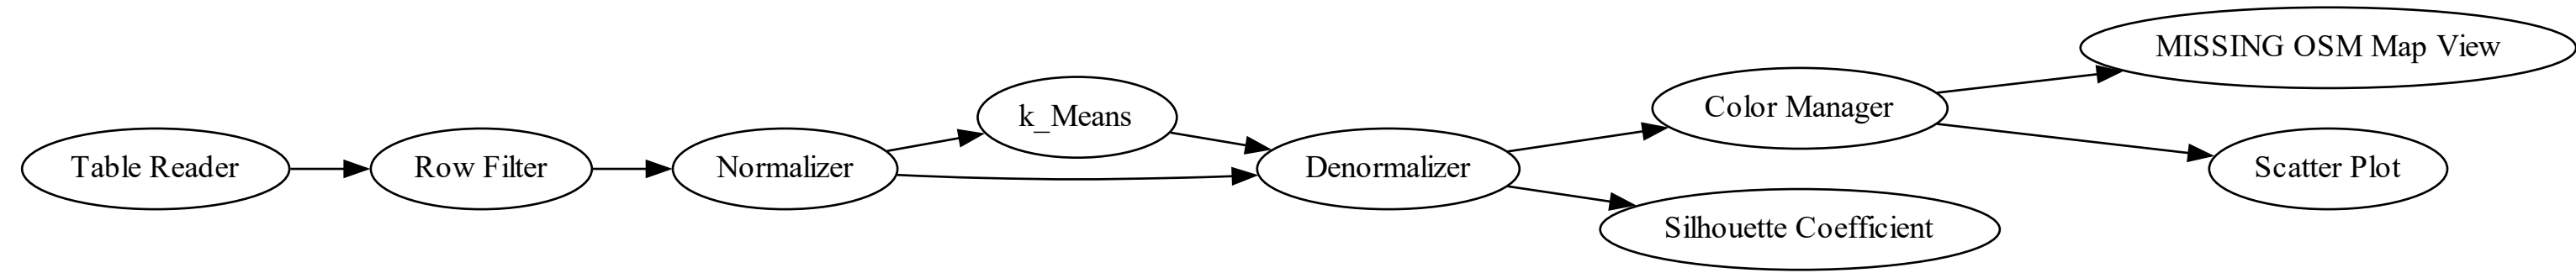 Table Reader
Row Filter
Normalizer
k_Means
Denormalizer
Color Manager
Silhouette Coefficient
MISSING OSM Map View
Scatter Plot